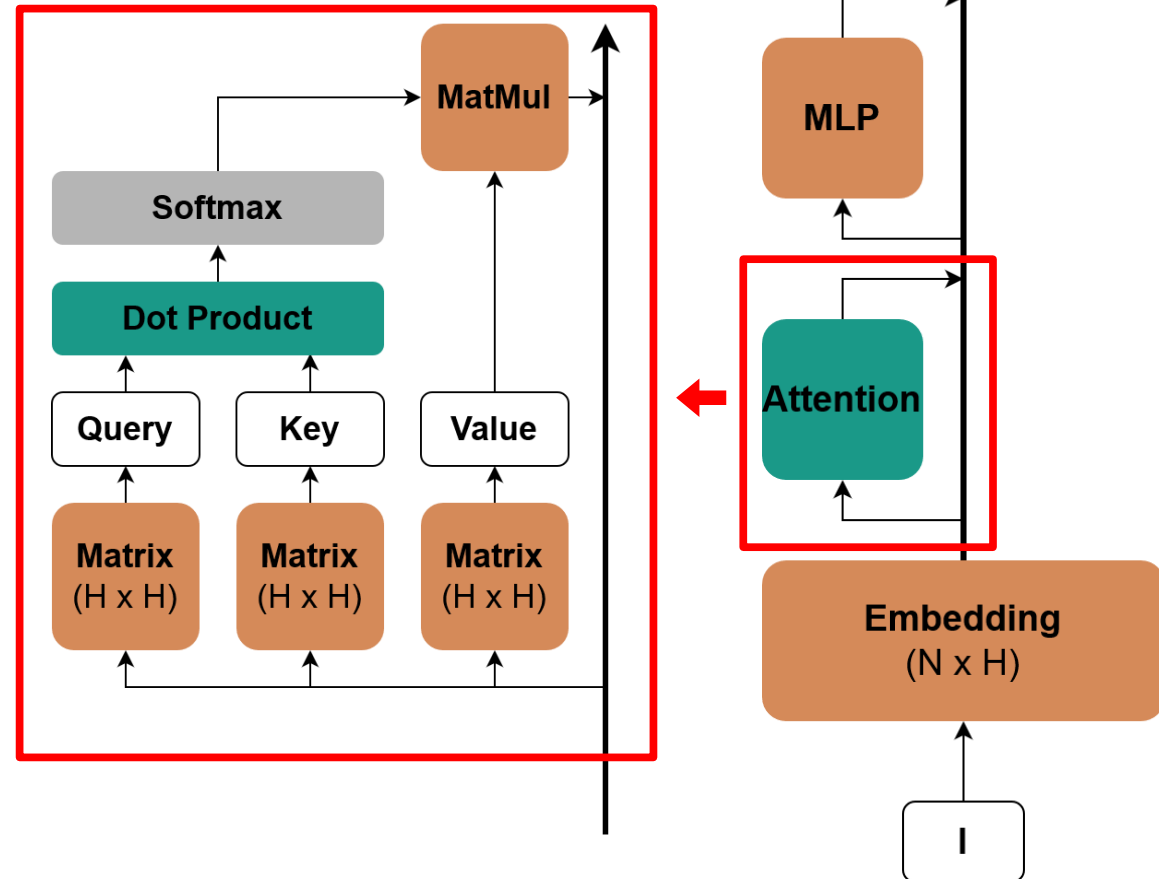 MatMul
Softmax
Dot Product
Query
Key
Value
Matrix
(H x H)
Matrix
(H x H)
Matrix
(H x H)
MLP
Attention
Embedding
(N x H)
I